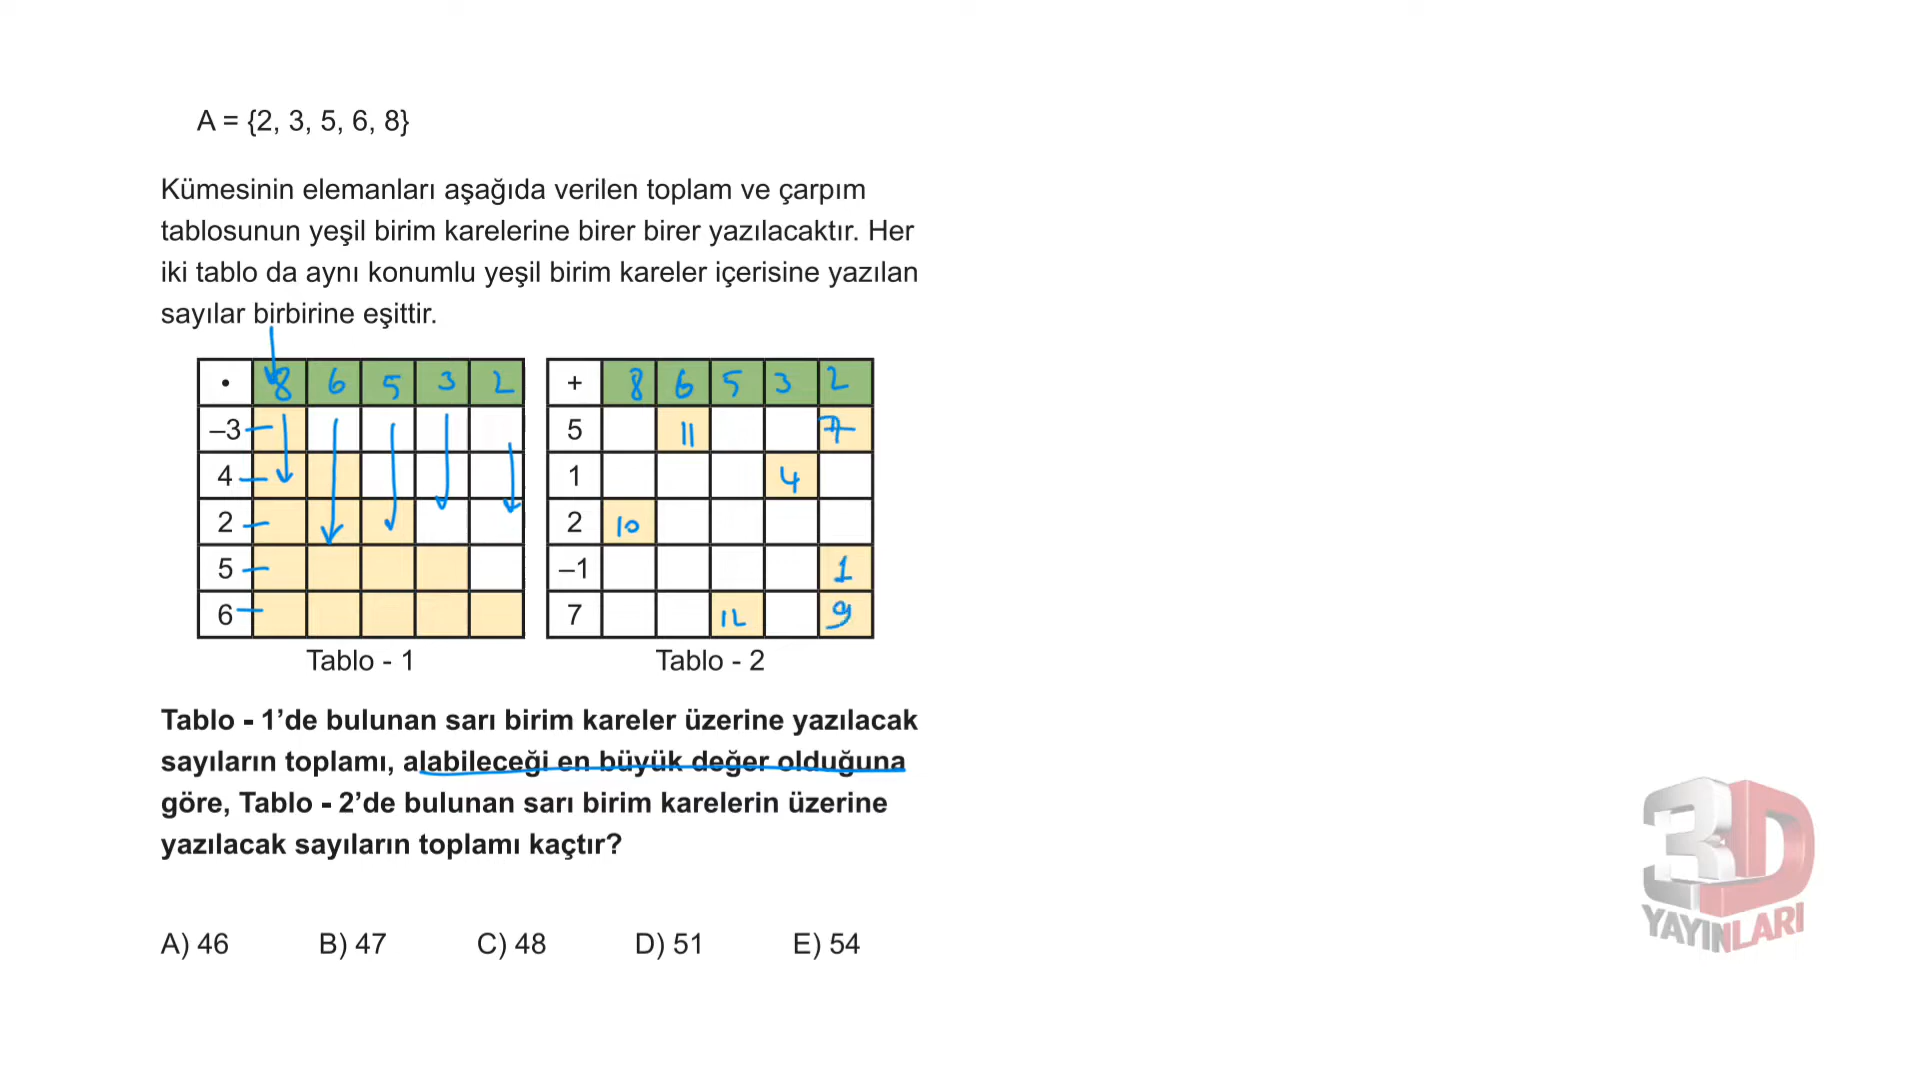 A = {2, 3, 5, 6, 8}
Kümesinin elemanları aşağıda verilen toplam ve çarpım
tablosunun yeşil birim karelerine birer birer yazılacaktır. Her
iki tablo da aynı konumlu yeşil birim kareler içerisine yazılan
sayılar birbirine eşittir.
• 8 6 5 3 2
–3
4
2
5
6
Tablo - 1
+ 8 6 5 3 2
5 11 7
1 4
2 10
–1 1
7 12 9
Tablo - 2
Tablo - 1’de bulunan sarı birim kareler üzerine yazılacak
sayıların toplamı, alabileceği en büyük değer olduğuna
göre, Tablo - 2’de bulunan sarı birim karelerin üzerine
yazılacak sayıların toplamı kaçtır?
A) 46 B) 47 C) 48 D) 51 E) 54
3D
YAYINLARI